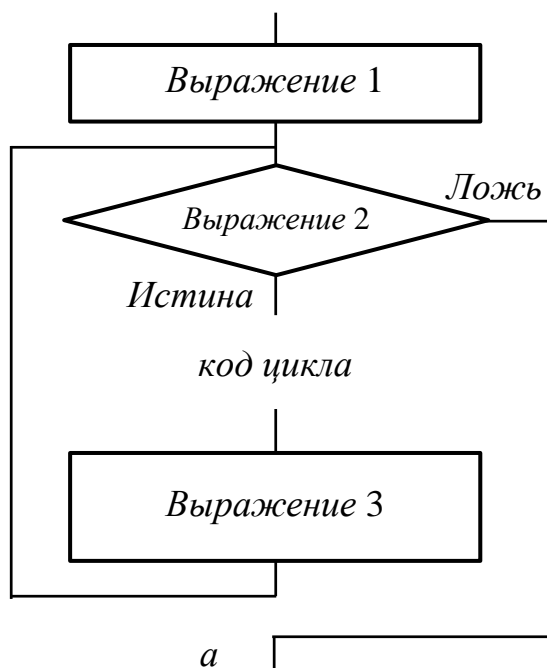 Выражение 1
Ложь
Выражение 2
Истина
код цикла
Выражение 3
а